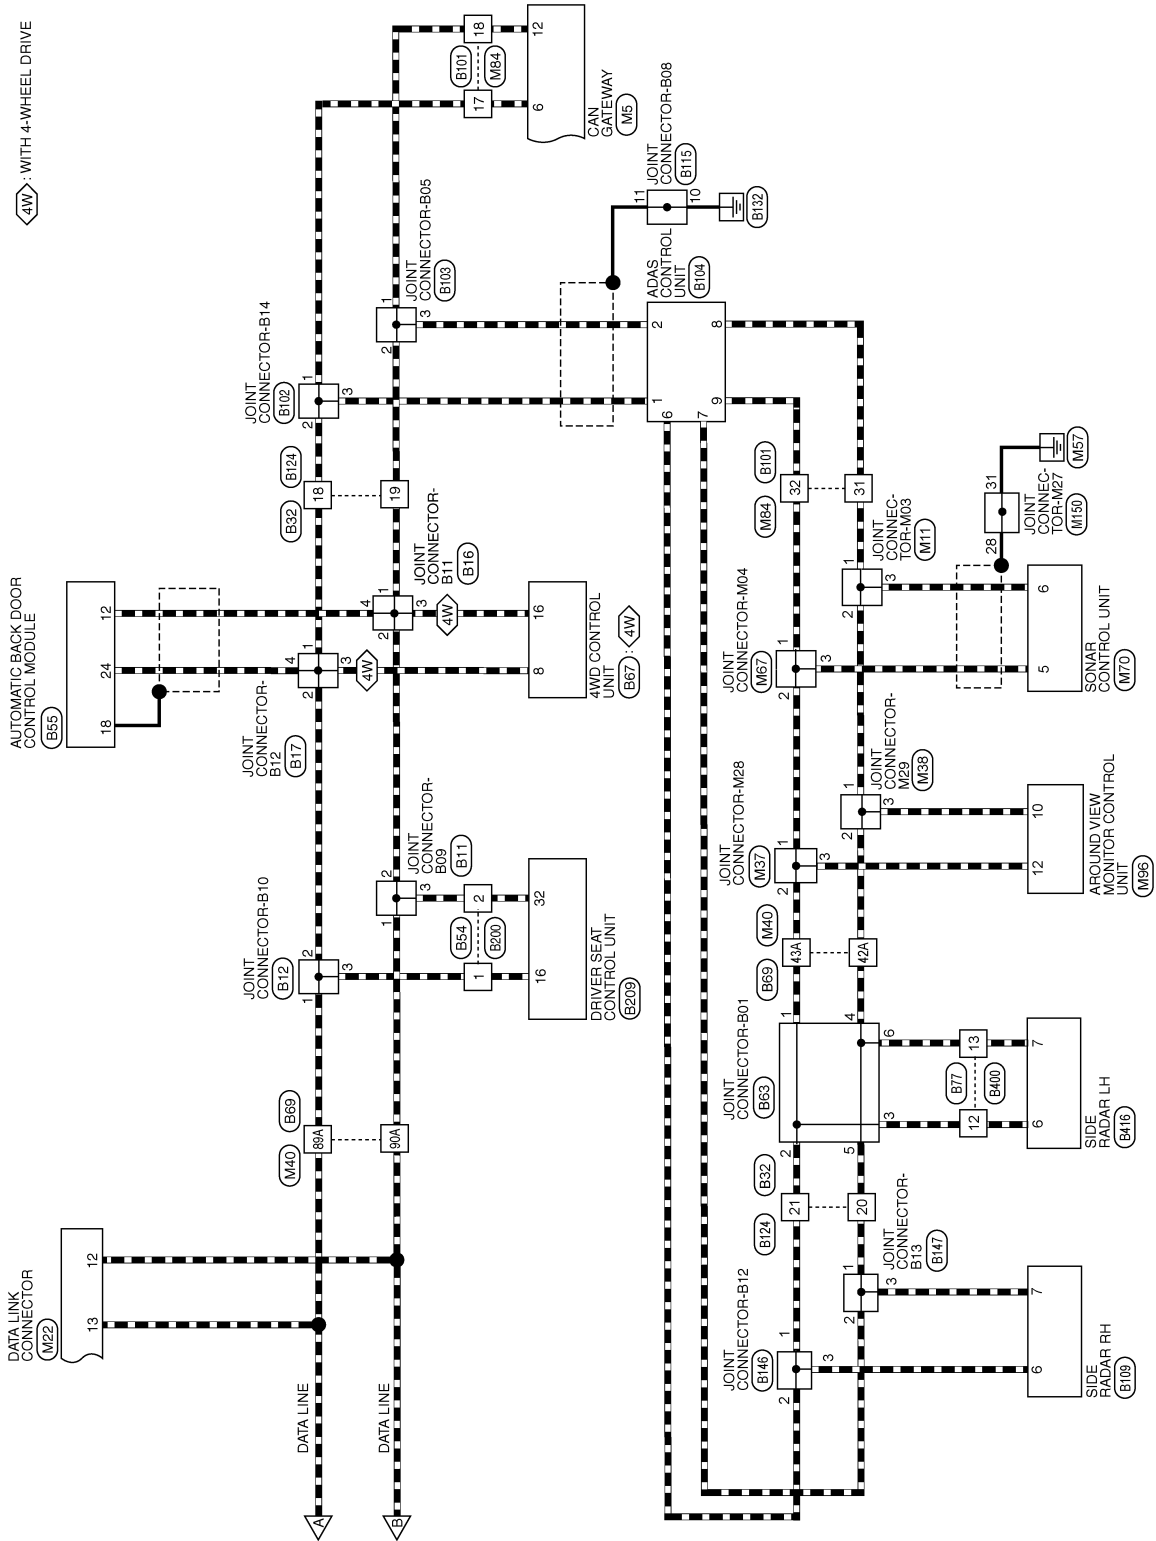 4W : WITH 4-WHEEL DRIVE
DATA LINK
CONNECTOR
M22
13
12
AUTOMATIC BACK DOOR
CONTROL MODULE
B55
18
24
12
DATA LINE
A
M40
89A
B69
JOINT
CONNECTOR-B10
B12
1
2
3
JOINT
CONNECTOR-
B12
B17
2
1
4
3
4W
B32
18
B124
JOINT
CONNECTOR-B14
B102
2
1
3
DATA LINE
B
90A
JOINT
CONNECTOR-
B09
B11
1
2
3
JOINT
CONNECTOR-
B11
B16
2
1
4
3
4W
19
JOINT
CONNECTOR-B05
B103
2
1
3
1
B54
B200
2
17
B101
M84
18
DRIVER SEAT
CONTROL UNIT
B209
16
32
4WD CONTROL
UNIT
B67 : 4W
8
16
CAN
GATEWAY
M5
6
12
ADAS
CONTROL
UNIT
B104
1
2
6
7
9
8
JOINT
CONNECTOR-B08
B115
11
10
B132
JOINT
CONNECTOR-B12
B146
2
1
3
B124
21
B32
JOINT
CONNECTOR-B01
B63
2
1
3
5
4
6
B69
43A
M40
JOINT
CONNECTOR-M28
M37
2
1
3
JOINT
CONNECTOR-M04
M67
2
1
3
M84
32
B101
JOINT
CONNECTOR-
B13
B147
2
1
3
20
42A
JOINT
CONNECTOR-
M29
M38
2
1
3
JOINT
CONNEC-
TOR-M03
M11
2
1
3
31
12
B77
B400
13
JOINT
CONNEC-
TOR-M27
M150
28
31
M57
SIDE
RADAR RH
B109
6
7
SIDE
RADAR LH
B416
6
7
AROUND VIEW
MONITOR CONTROL
UNIT
M96
12
10
SONAR
CONTROL UNIT
M70
5
6